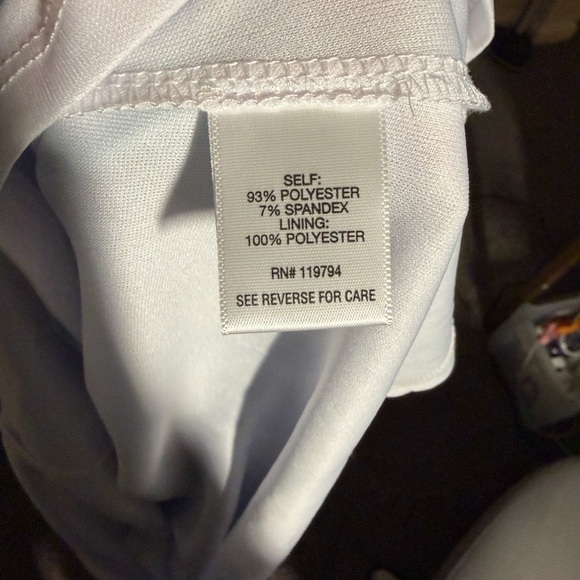 SELF:
93% POLYESTER
7% SPANDEX
LINING:
100% POLYESTER
RN# 119794
SEE REVERSE FOR CARE